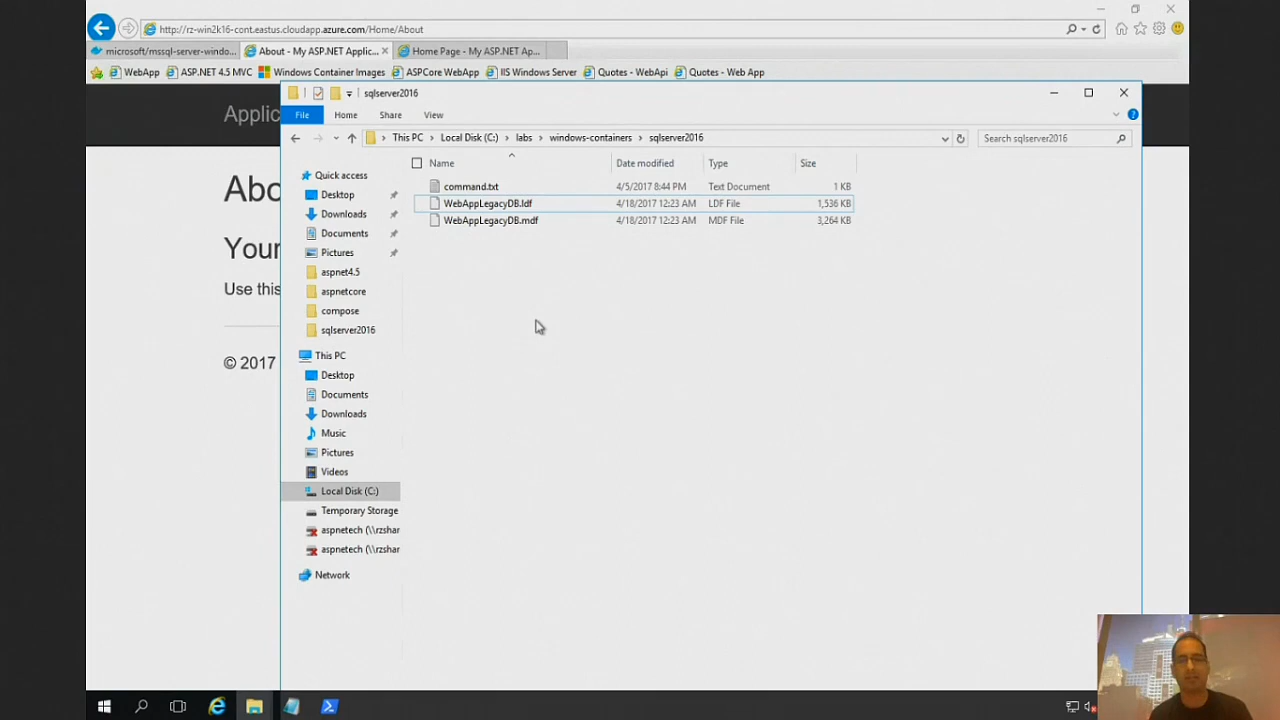 http://rz-win2k16-cont.eastus.cloudapp.azure.com/Home/About
microsoft/mssql-server-windo... About - My ASP.NET Applic... × Home Page - My ASP.NET Ap...
WebApp ASP.NET 4.5 MVC Windows Container Images ASPCore WebApp IIS Windows Server Quotes - WebApi Quotes - Web App
sqlserver2016
Applic
File Home Share View
This PC > Local Disk (C:) > labs > windows-containers > sqlserver2016
Search sqlserver2016
Name Date modified Type Size
command.txt 4/5/2017 8:44 PM Text Document 1 KB
WebAppLegacyDB.ldf 4/18/2017 12:23 AM LDF File 1,536 KB
WebAppLegacyDB.mdf 4/18/2017 12:23 AM MDF File 3,264 KB
Quick access
Desktop
Downloads
Documents
Pictures
aspnet4.5
aspnetcore
compose
sqlserver2016
This PC
Desktop
Documents
Downloads
Music
Pictures
Videos
Local Disk (C:)
Temporary Storage
aspnetech (\\rzshar
aspnetech (\\rzshar
Network
Abo
Your
Use this
© 2017